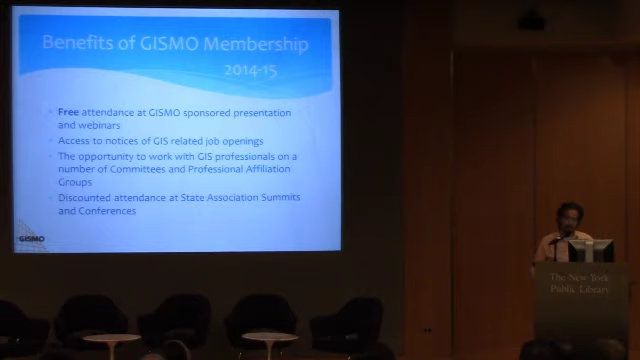 Benefits of GISMO Membership
2014-15
Free attendance at GISMO sponsored presentation
and webinars
Access to notices of GIS related job openings
The opportunity to work with GIS professionals on a
number of Committees and Professional Affiliation
Groups
Discounted attendance at State Association Summits
and Conferences
GISMO
The New York
Public Library